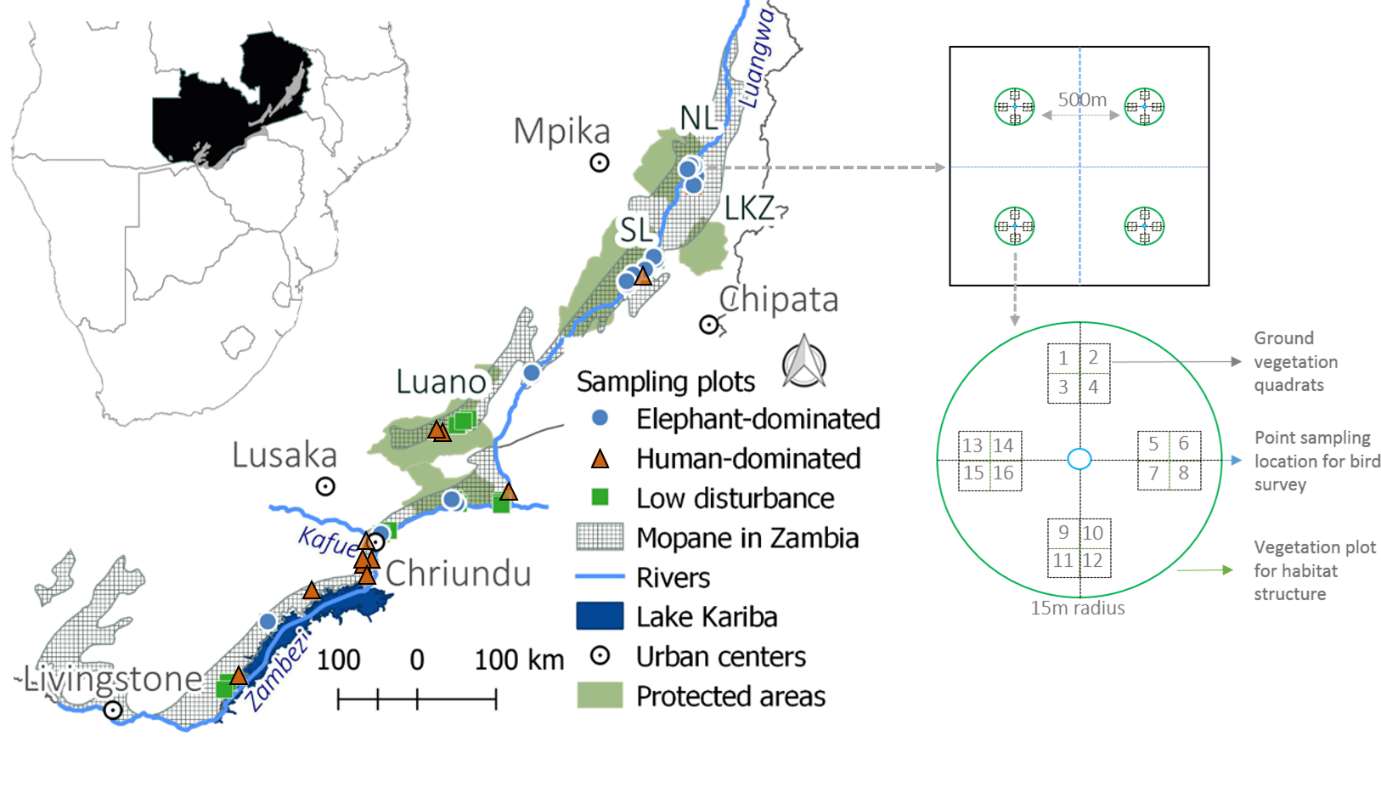 Luangwa
NL
Mpika
LKZ
SL
Chipata
Luano
Lusaka
Kafue
Chriundu
Livingstone
Zambezi
100 0 100 km
Sampling plots
Elephant-dominated
Human-dominated
Low disturbance
Mopane in Zambia
Rivers
Lake Kariba
Urban centers
Protected areas
500m
1 2
3 4
13 14
15 16
5 6
7 8
9 10
11 12
15m radius
Ground
vegetation
quadrats
Point sampling
location for bird
survey
Vegetation plot
for habitat
structure